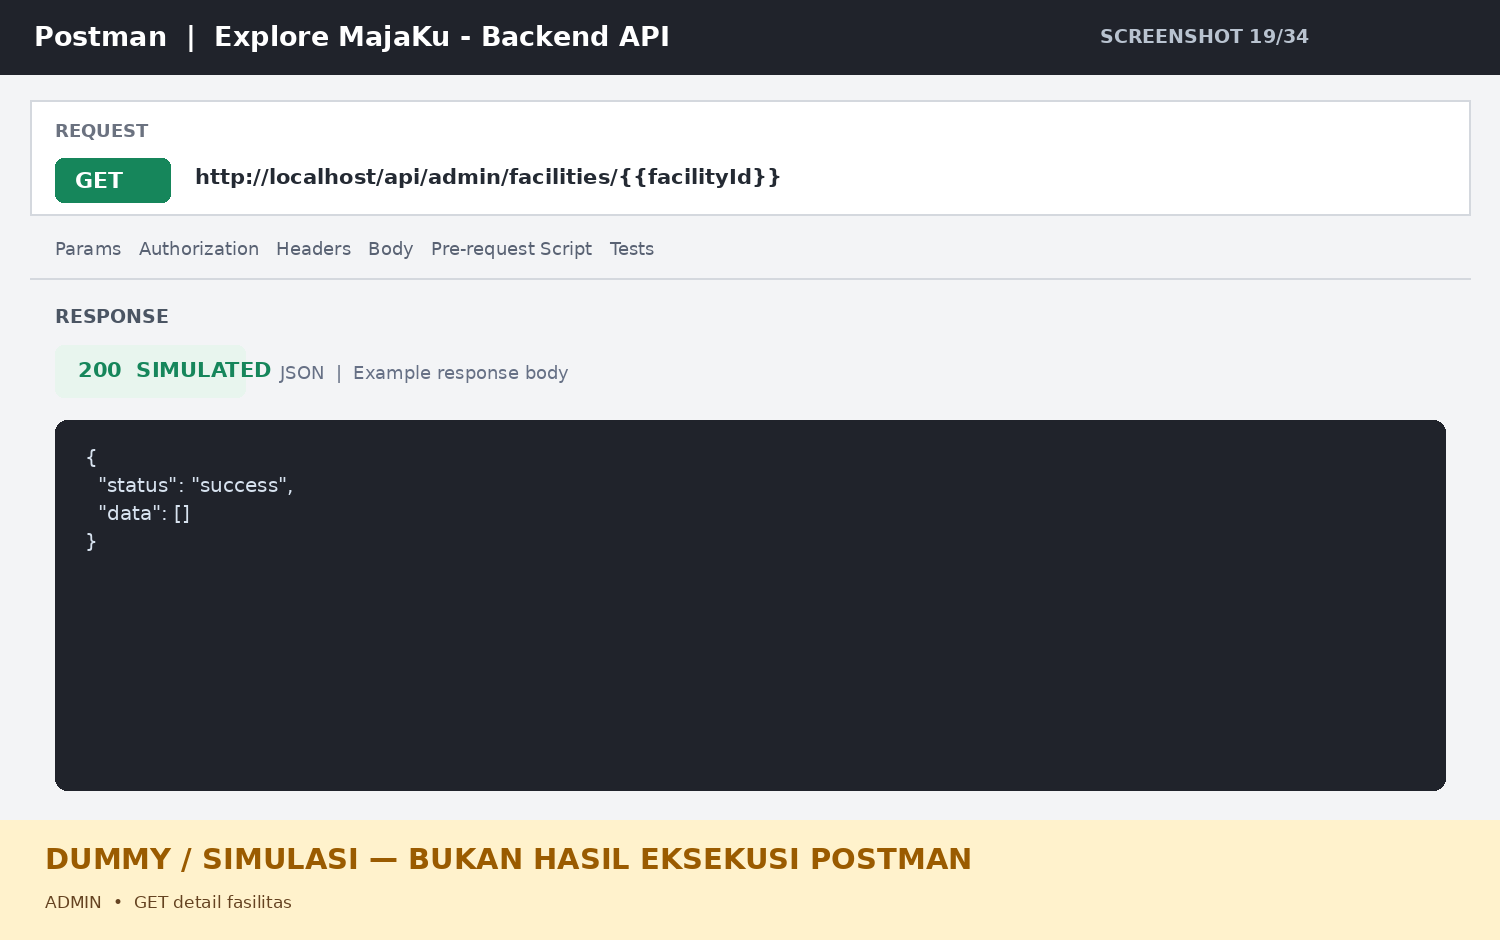 Postman | Explore MajaKu - Backend API
SCREENSHOT 19/34
REQUEST
GET http://localhost/api/admin/facilities/{{facilityId}}
Params Authorization Headers Body Pre-request Script Tests
RESPONSE
200 SIMULATED JSON | Example response body
{
  "status": "success",
  "data": []
}
DUMMY / SIMULASI — BUKAN HASIL EKSEKUSI POSTMAN
ADMIN • GET detail fasilitas